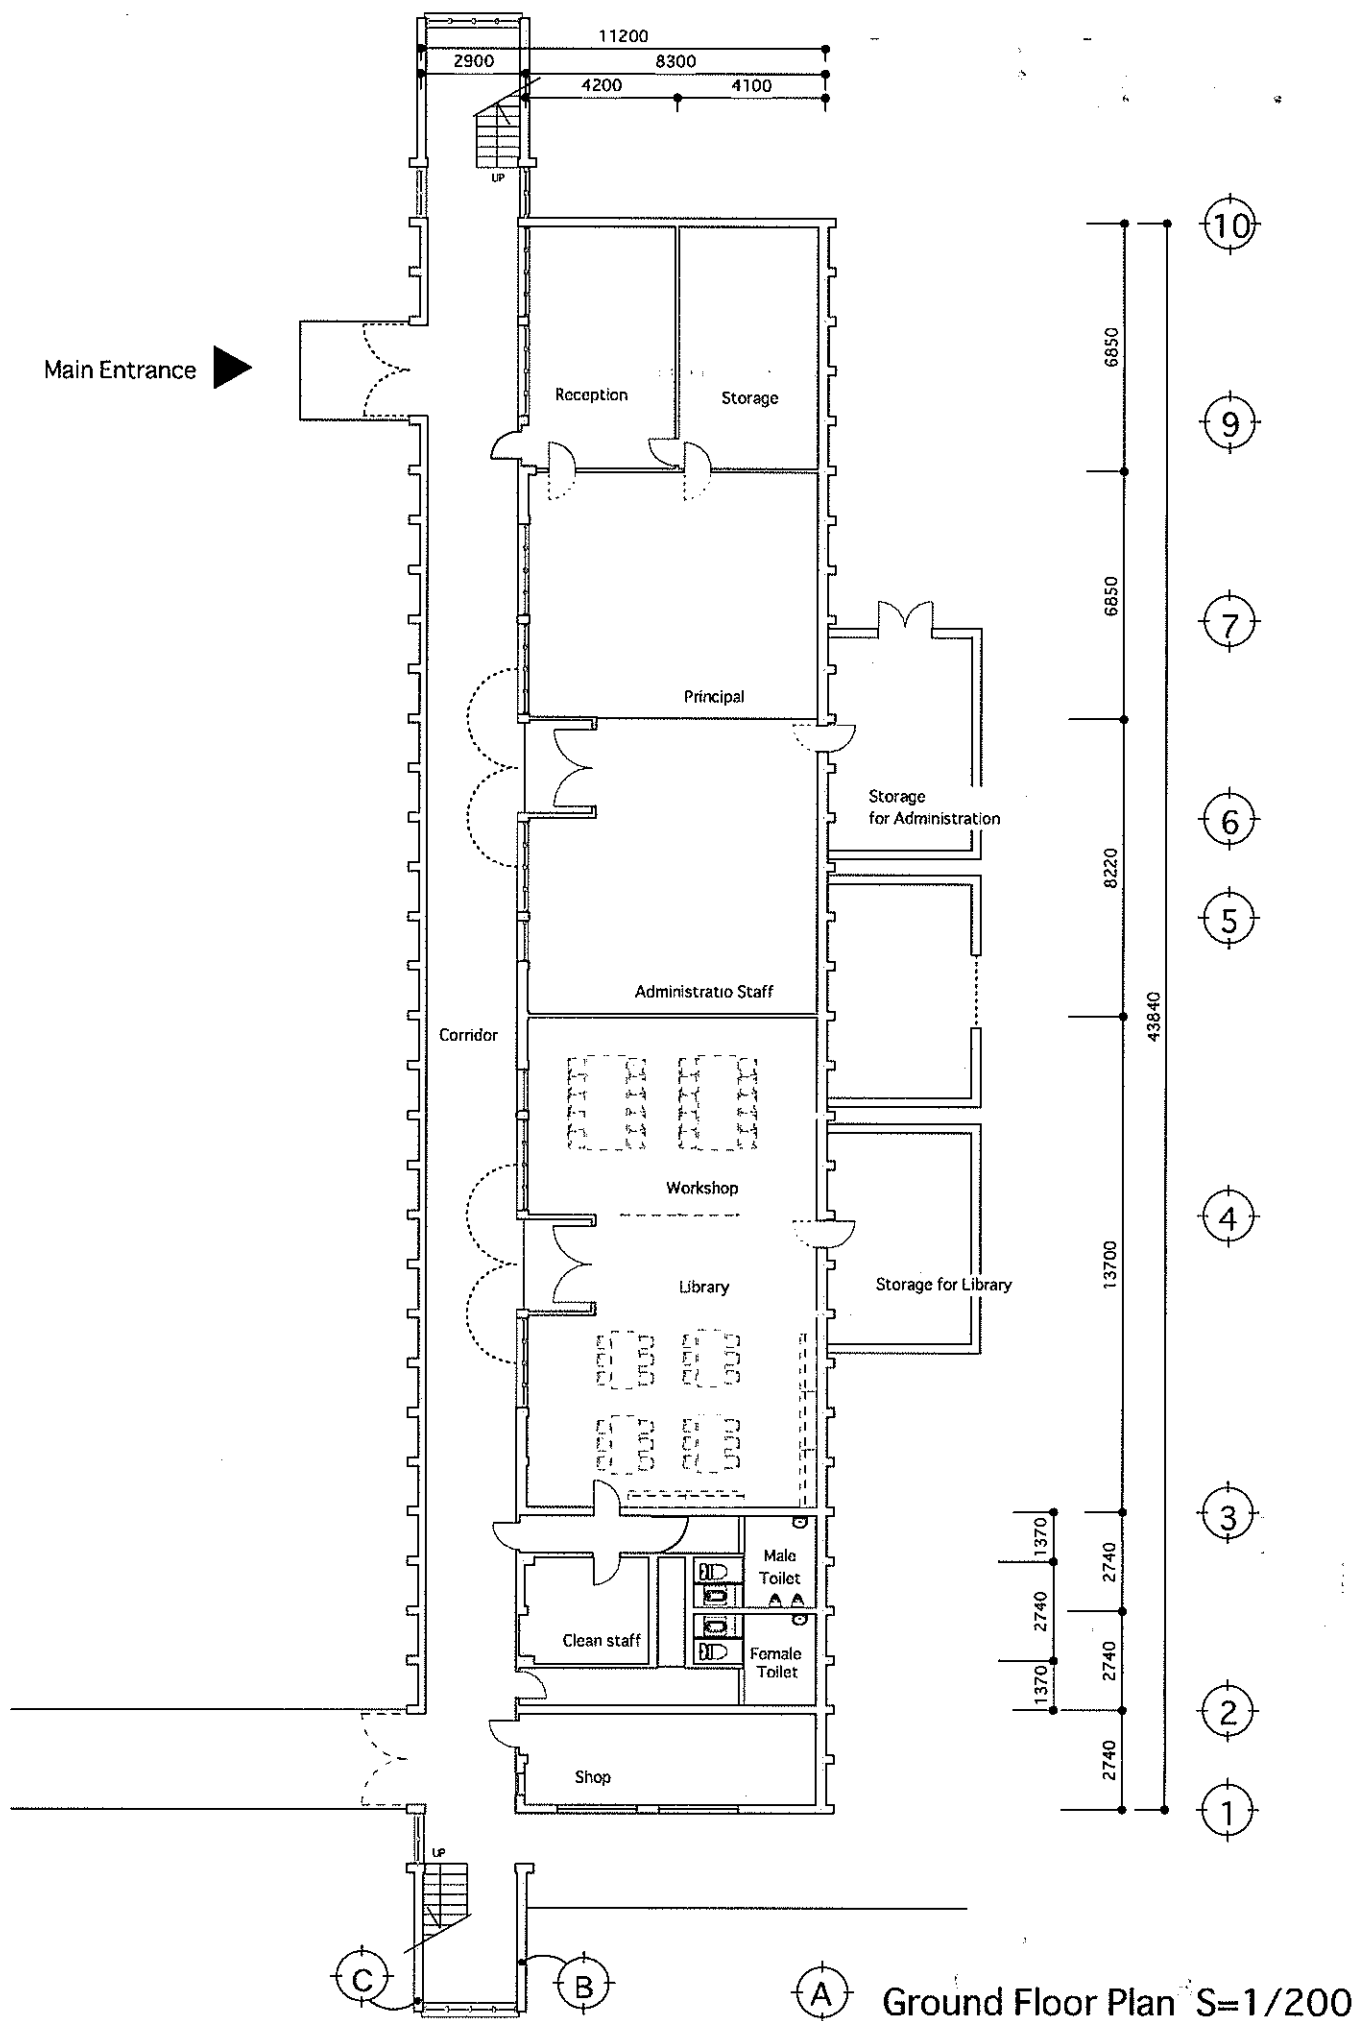 11200
2900
8300
4200
4100
UP
10
Main Entrance
6850
Reception
Storage
9
6850
7
Principal
Storage
for Administration
6
8220
5
Administratio Staff
43840
Corridor
Workshop
4
13700
Library
Storage for Library
3
1370
2740
Male
Toilet
2740
Clean staff
Female
Toilet
2740
1370
2
2740
Shop
1
UP
C
B
A
Ground Floor Plan S=1/200